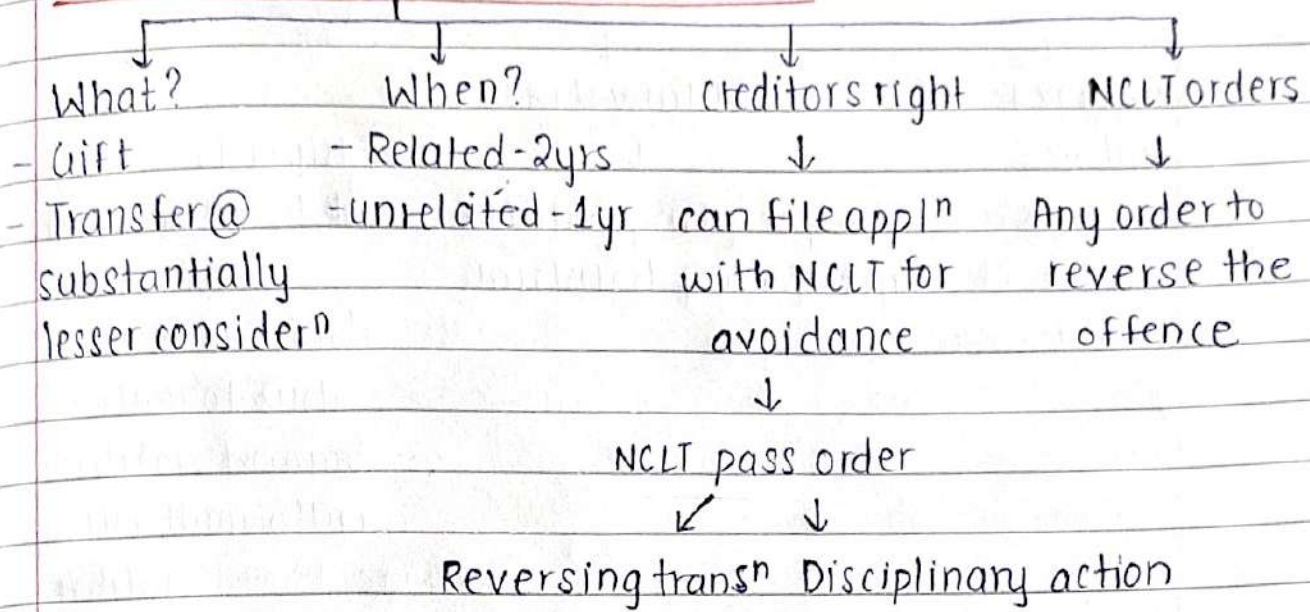 What? When? Creditors right NCLT orders
- Gift - Related - 2yrs ↓ ↓
- Transfer @ - unrelated - 1yr can file applⁿ Any order to
substantially with NCLT for reverse the
lesser considerⁿ avoidance offence
↓
NCLT pass order
↙ ↓
Reversing transⁿ Disciplinary action